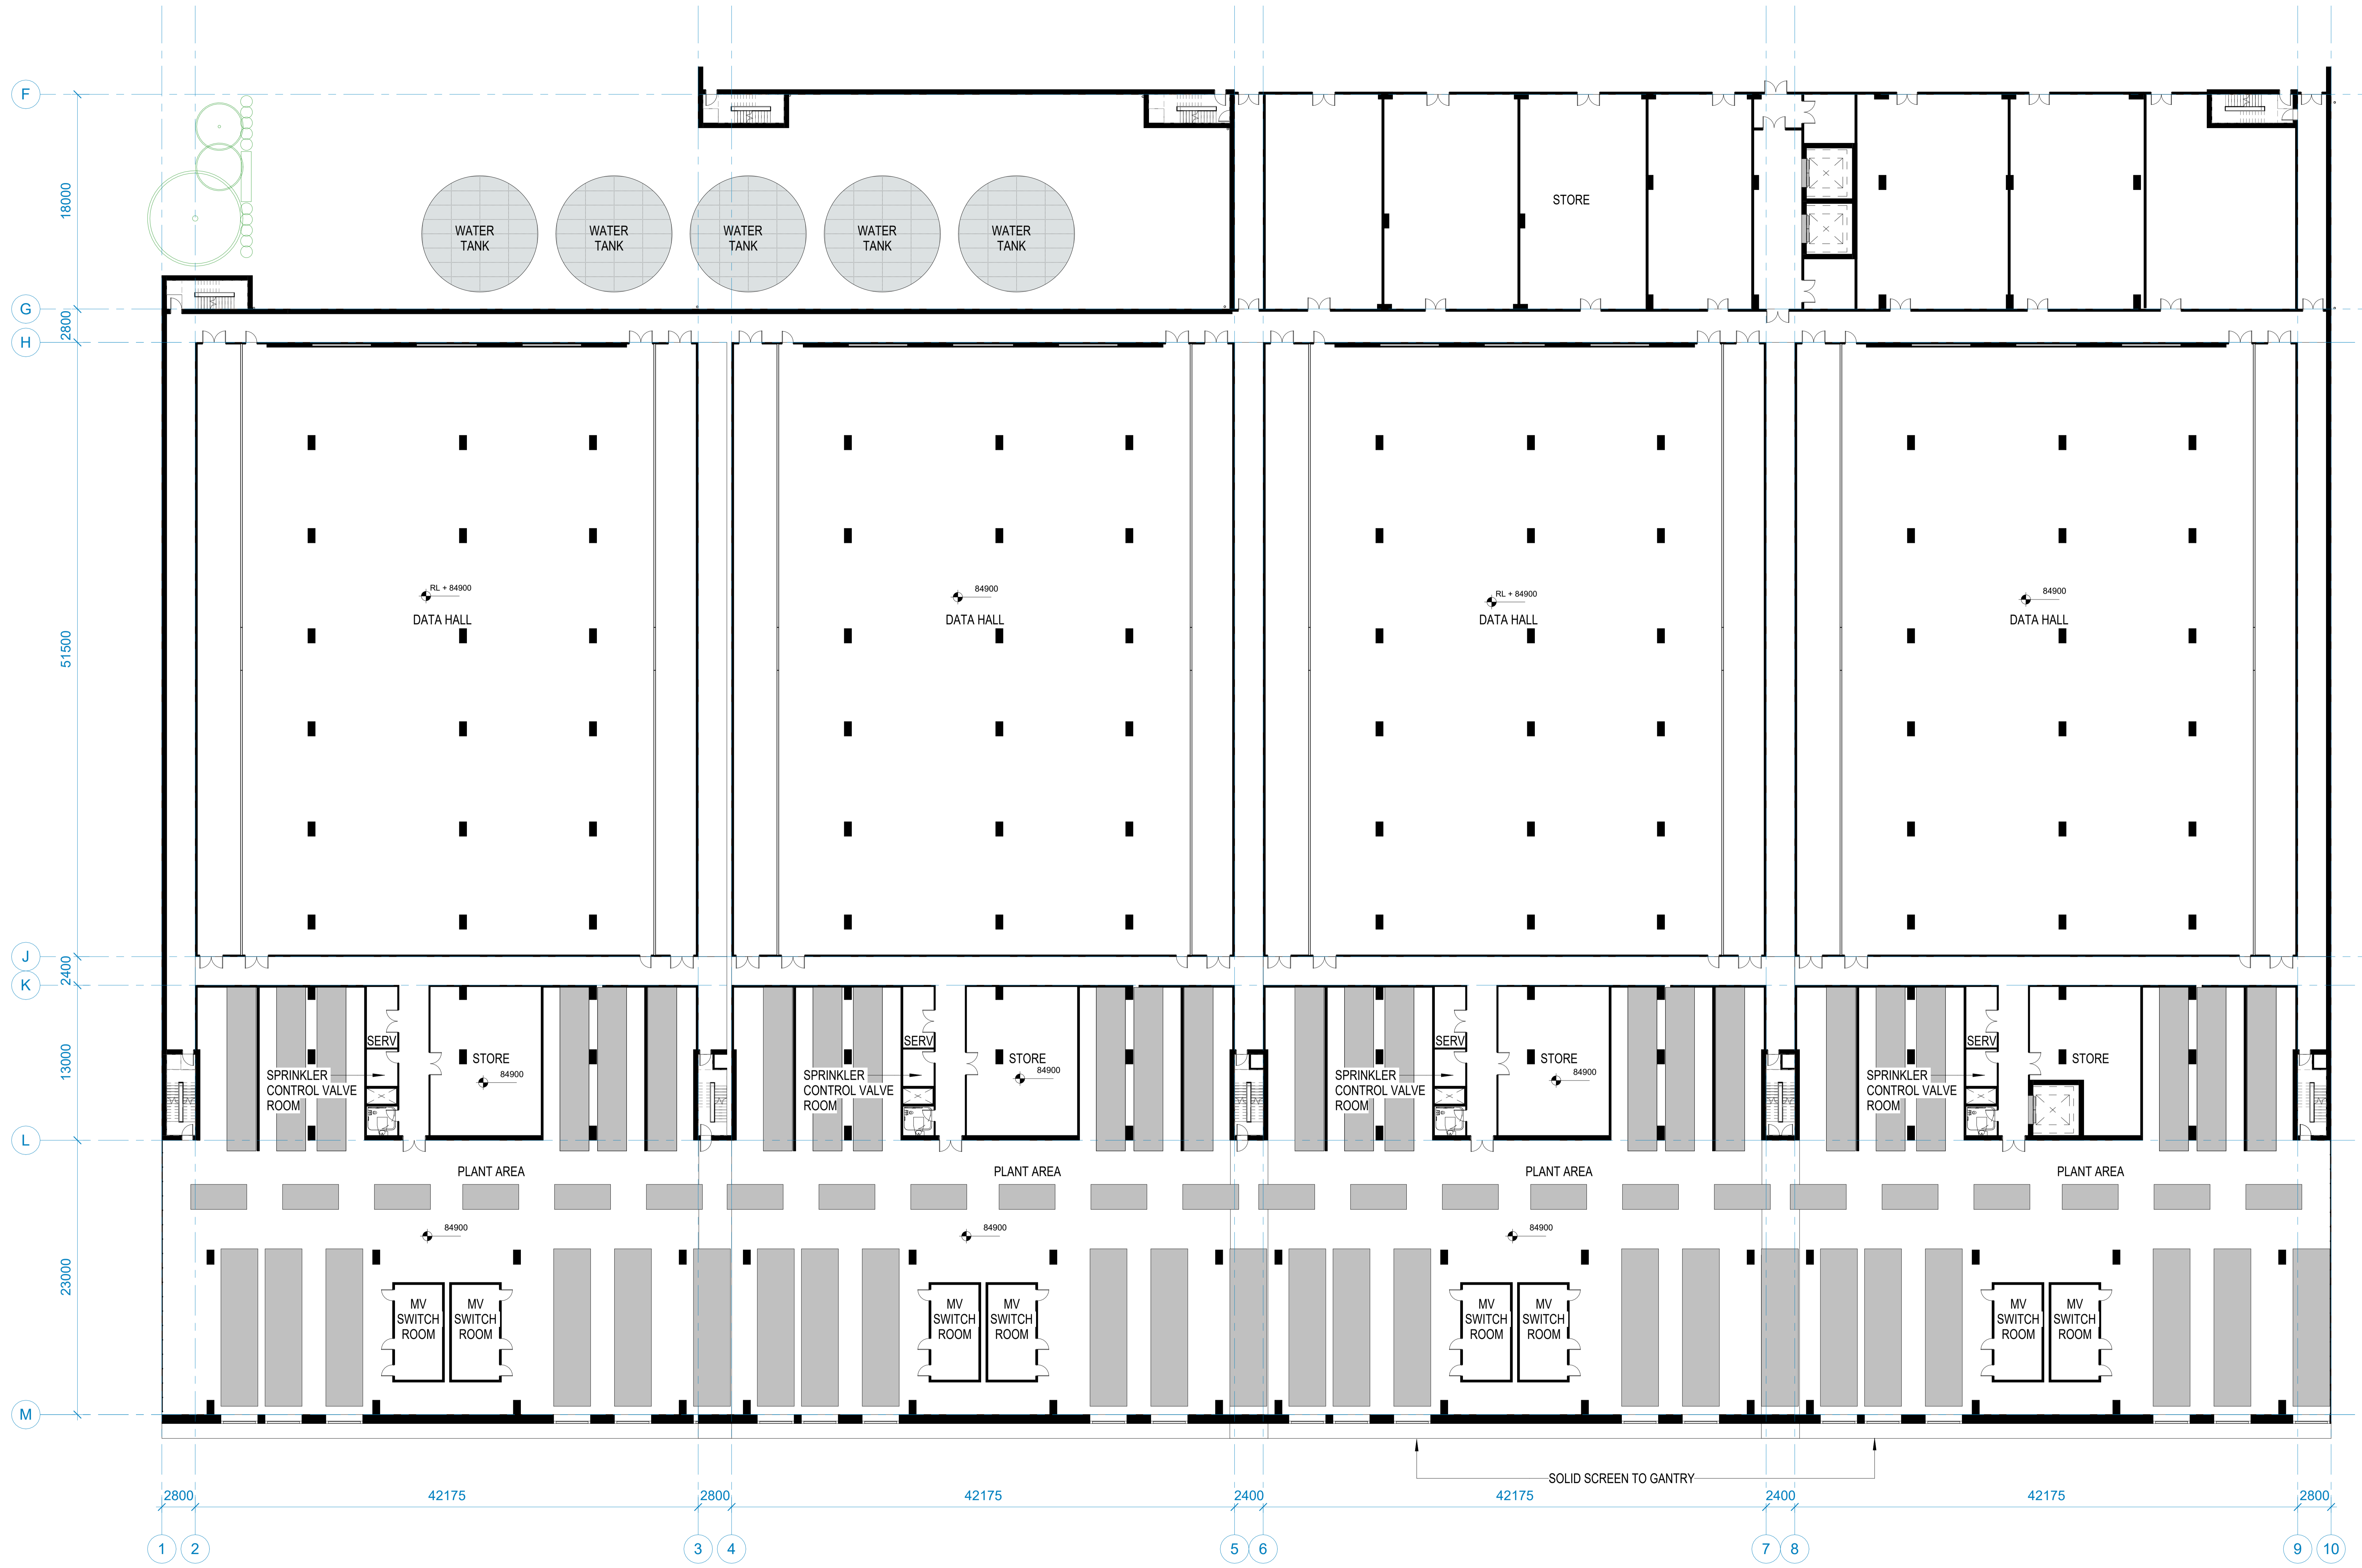 F
18000
STORE
WATER
TANK
WATER
TANK
WATER
TANK
WATER
TANK
WATER
TANK
G
2800
H
RL + 84900
DATA HALL
84900
DATA HALL
RL + 84900
DATA HALL
84900
DATA HALL
51500
J
2400
K
13000
SERV
STORE
84900
SPRINKLER
CONTROL VALVE
ROOM
SERV
STORE
84900
SPRINKLER
CONTROL VALVE
ROOM
SERV
STORE
84900
SPRINKLER
CONTROL VALVE
ROOM
SERV
STORE
SPRINKLER
CONTROL VALVE
ROOM
L
PLANT AREA
PLANT AREA
PLANT AREA
PLANT AREA
84900
84900
84900
23000
MV
SWITCH
ROOM
MV
SWITCH
ROOM
MV
SWITCH
ROOM
MV
SWITCH
ROOM
MV
SWITCH
ROOM
MV
SWITCH
ROOM
MV
SWITCH
ROOM
MV
SWITCH
ROOM
M
SOLID SCREEN TO GANTRY
2800 42175 2800 42175 2400 42175 2400 42175 2800
1 2 3 4 5 6 7 8 9 10